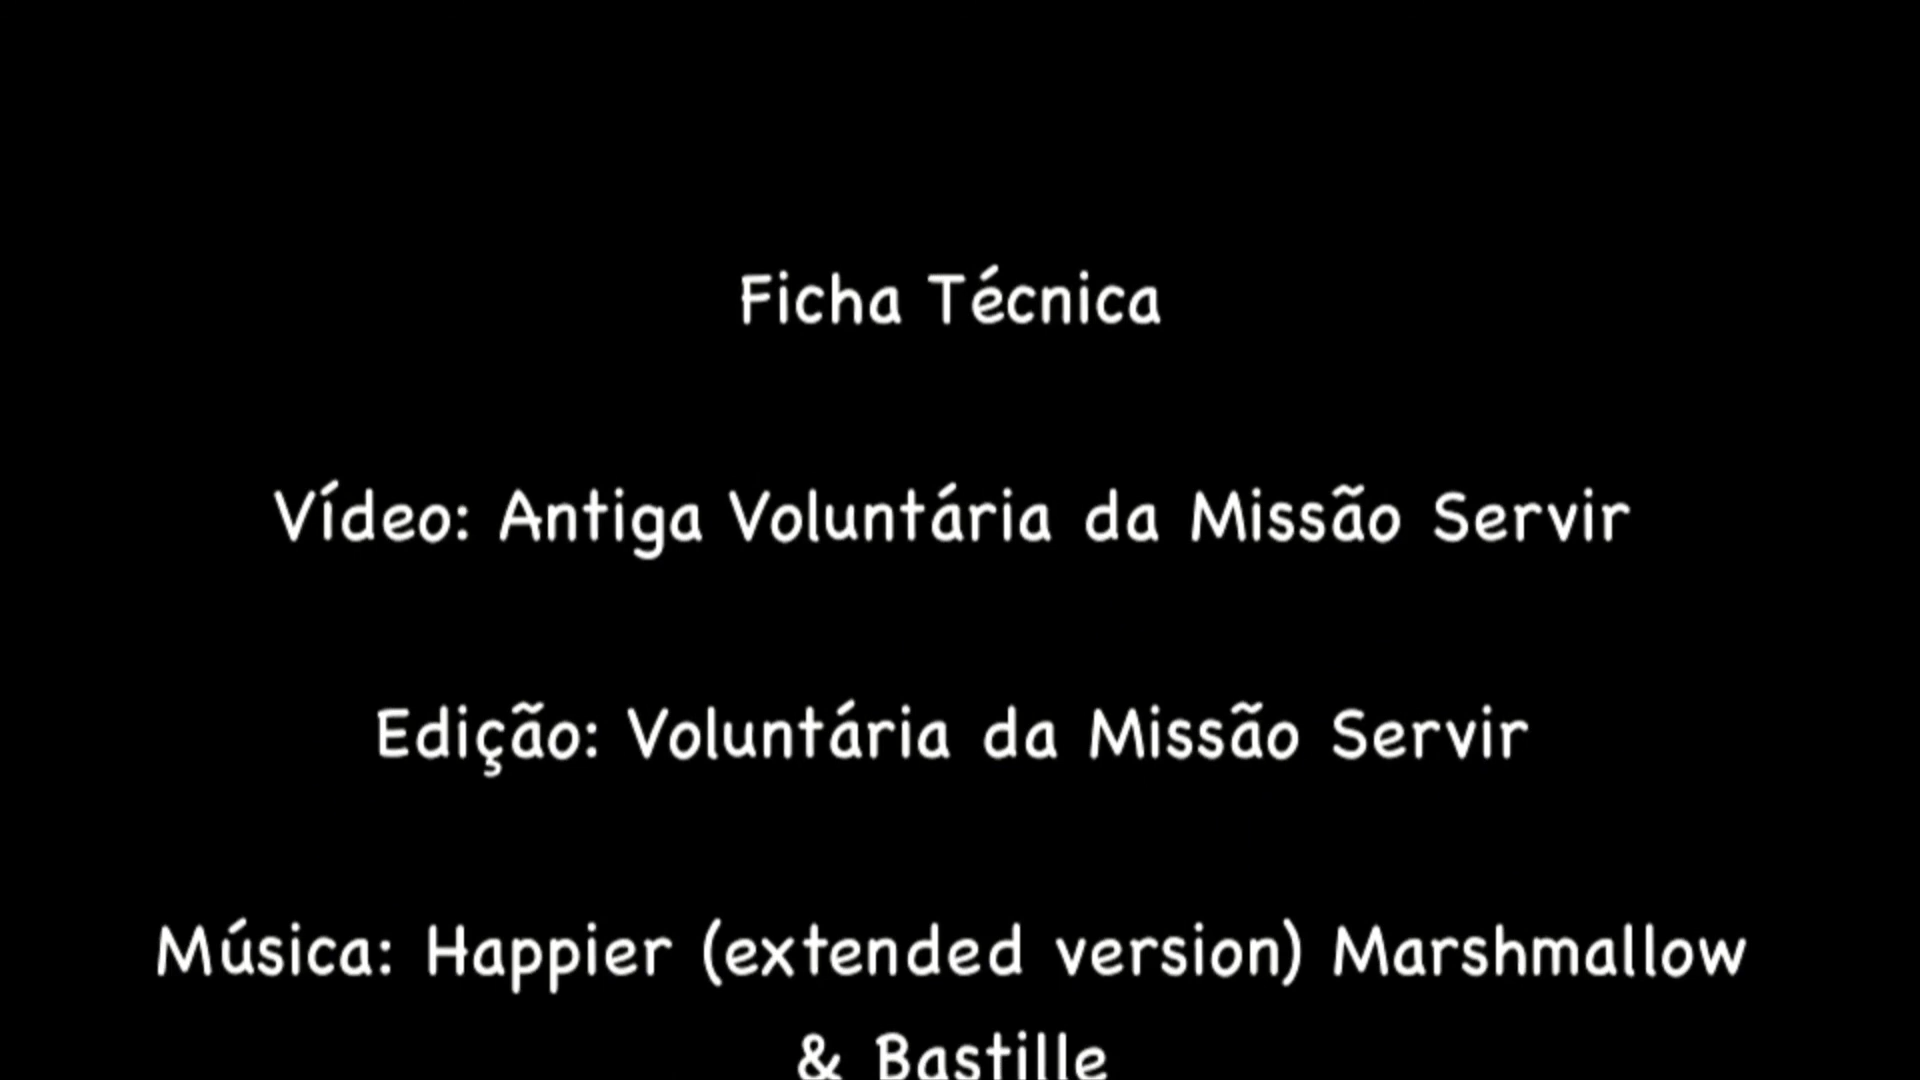 Ficha Técnica
Vídeo: Antiga Voluntária da Missão Servir
Edição: Voluntária da Missão Servir
Música: Happier (extended version) Marshmallow
& Bastille